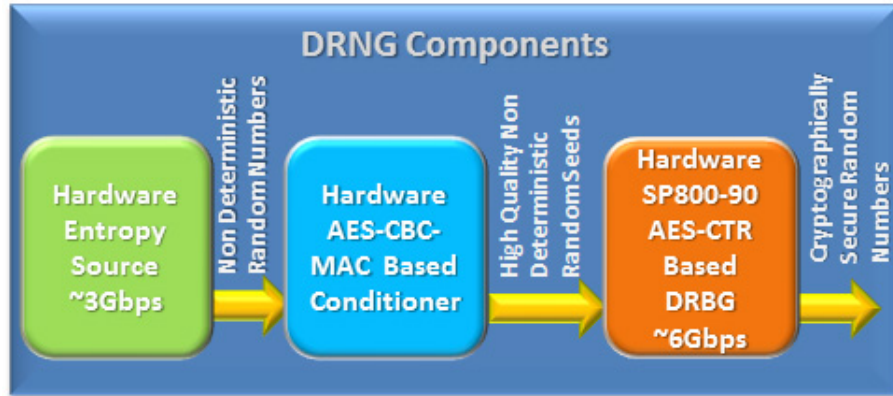 DRNG Components
Hardware
Entropy
Source
~3Gbps
Non Deterministic
Random Numbers
Hardware
AES-CBC-
MAC Based
Conditioner
High Quality Non
Deterministic
Random Seeds
Hardware
SP800-90
AES-CTR
Based
DRBG
~6Gbps
Cryptographically
Secure Random
Numbers